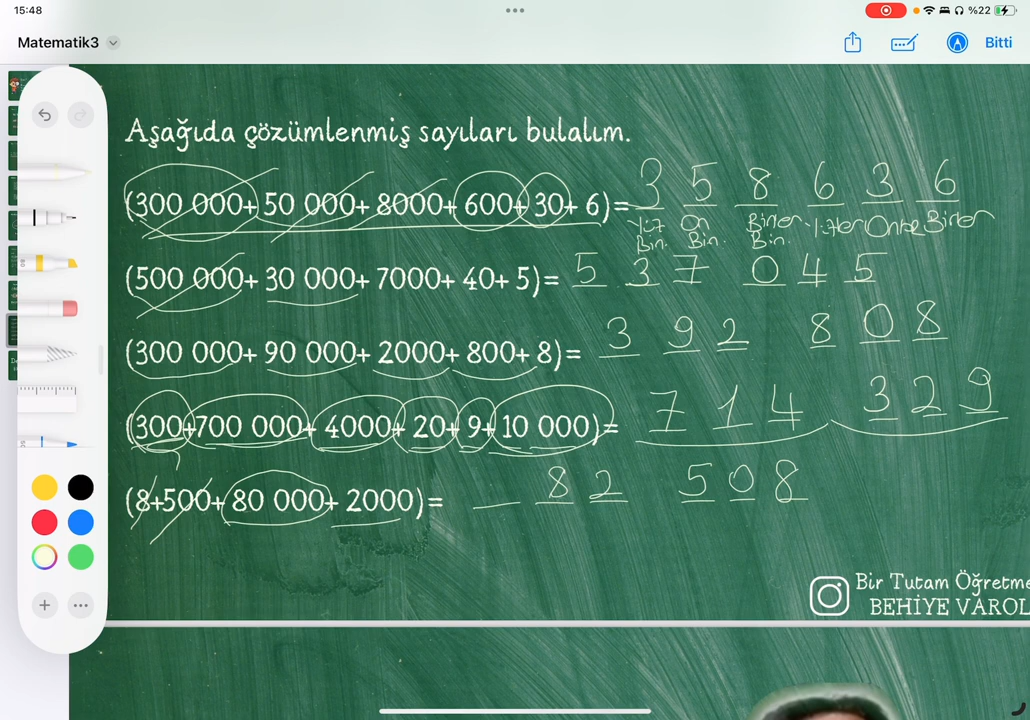 15:48
%22
Matematik3
Bitti
Aşağıda çözümlenmiş sayıları bulalım.
(300 000+ 50 000+ 8000+ 600+ 30+ 6)= 3 5 8 6 3 6
Yüz Bin. On Bin. Birler Bin. Yüzler Onlar Birler
(500 000+ 30 000+ 7000+ 40+ 5)= 5 3 7 0 4 5
(300 000+ 90 000+ 2000+ 800+ 8)= 3 9 2 8 0 8
(300+700 000+ 4000+ 20+ 9+ 10 000)= 7 1 4 3 2 9
(8+500+ 80 000+ 2000)= _ 8 2 5 0 8
Bir Tutam Öğretme
BEHİYE VAROL